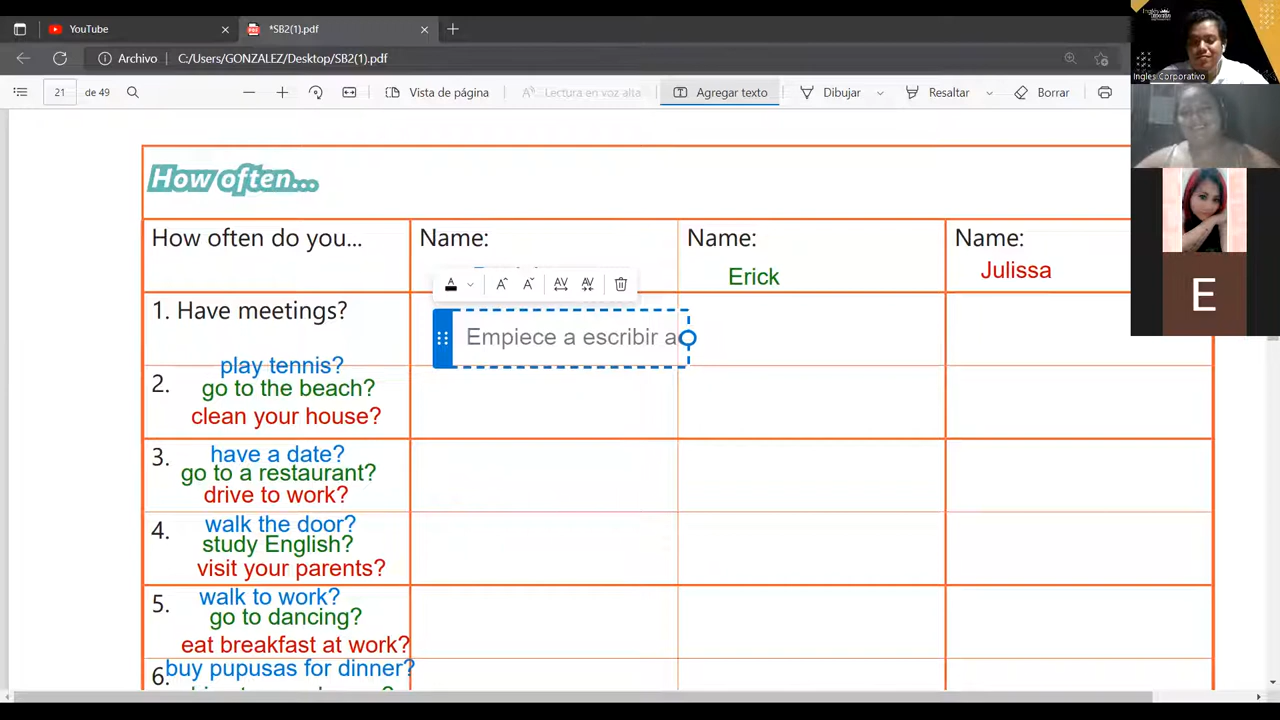 YouTube
*SB2(1).pdf
Archivo
C:/Users/GONZALEZ/Desktop/SB2(1).pdf
21
de 49
Vista de página
Lectura en voz alta
Agregar texto
Dibujar
Resaltar
Borrar
Ingles Corporativo
E
How often...
How often do you...
Name:
Name:
Erick
Name:
Julissa
1. Have meetings?
Empiece a escribir a
play tennis?
2. go to the beach?
clean your house?
have a date?
3. go to a restaurant?
drive to work?
walk the door?
4. study English?
visit your parents?
walk to work?
5. go to dancing?
eat breakfast at work?
buy pupusas for dinner?
6.